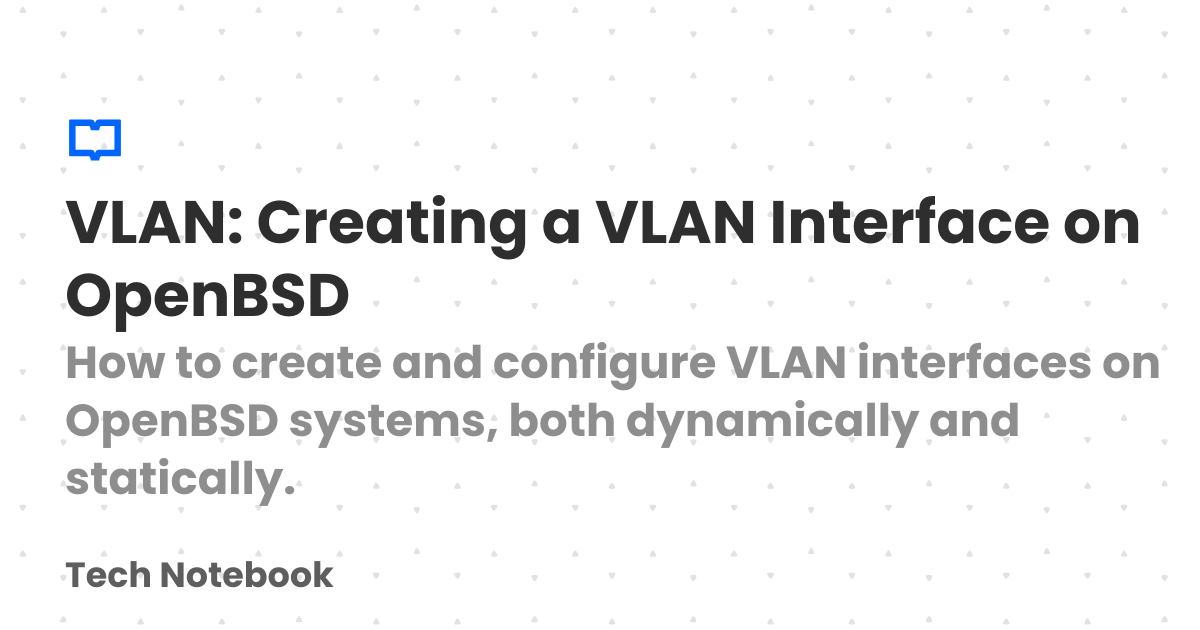 VLAN: Creating a VLAN Interface on
OpenBSD
How to create and configure VLAN interfaces on
OpenBSD systems, both dynamically and
statically.
Tech Notebook